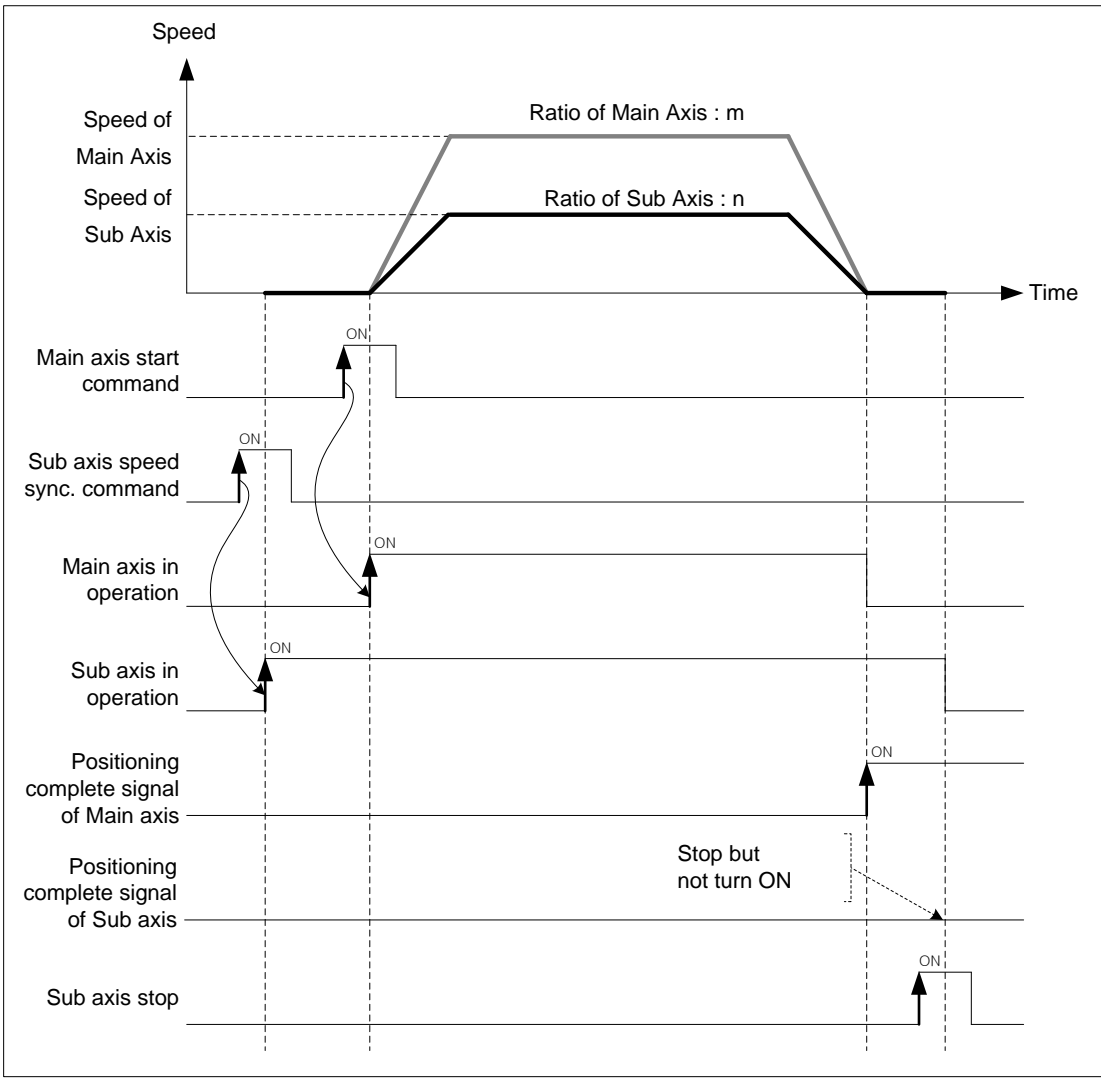 Speed
Speed of
Main Axis
Ratio of Main Axis : m
Speed of
Sub Axis
Ratio of Sub Axis : n
Time
Main axis start
command
ON
Sub axis speed
sync. command
ON
Main axis in
operation
ON
Sub axis in
operation
ON
Positioning
complete signal
of Main axis
ON
Positioning
complete signal
of Sub axis
Stop but
not turn ON
Sub axis stop
ON